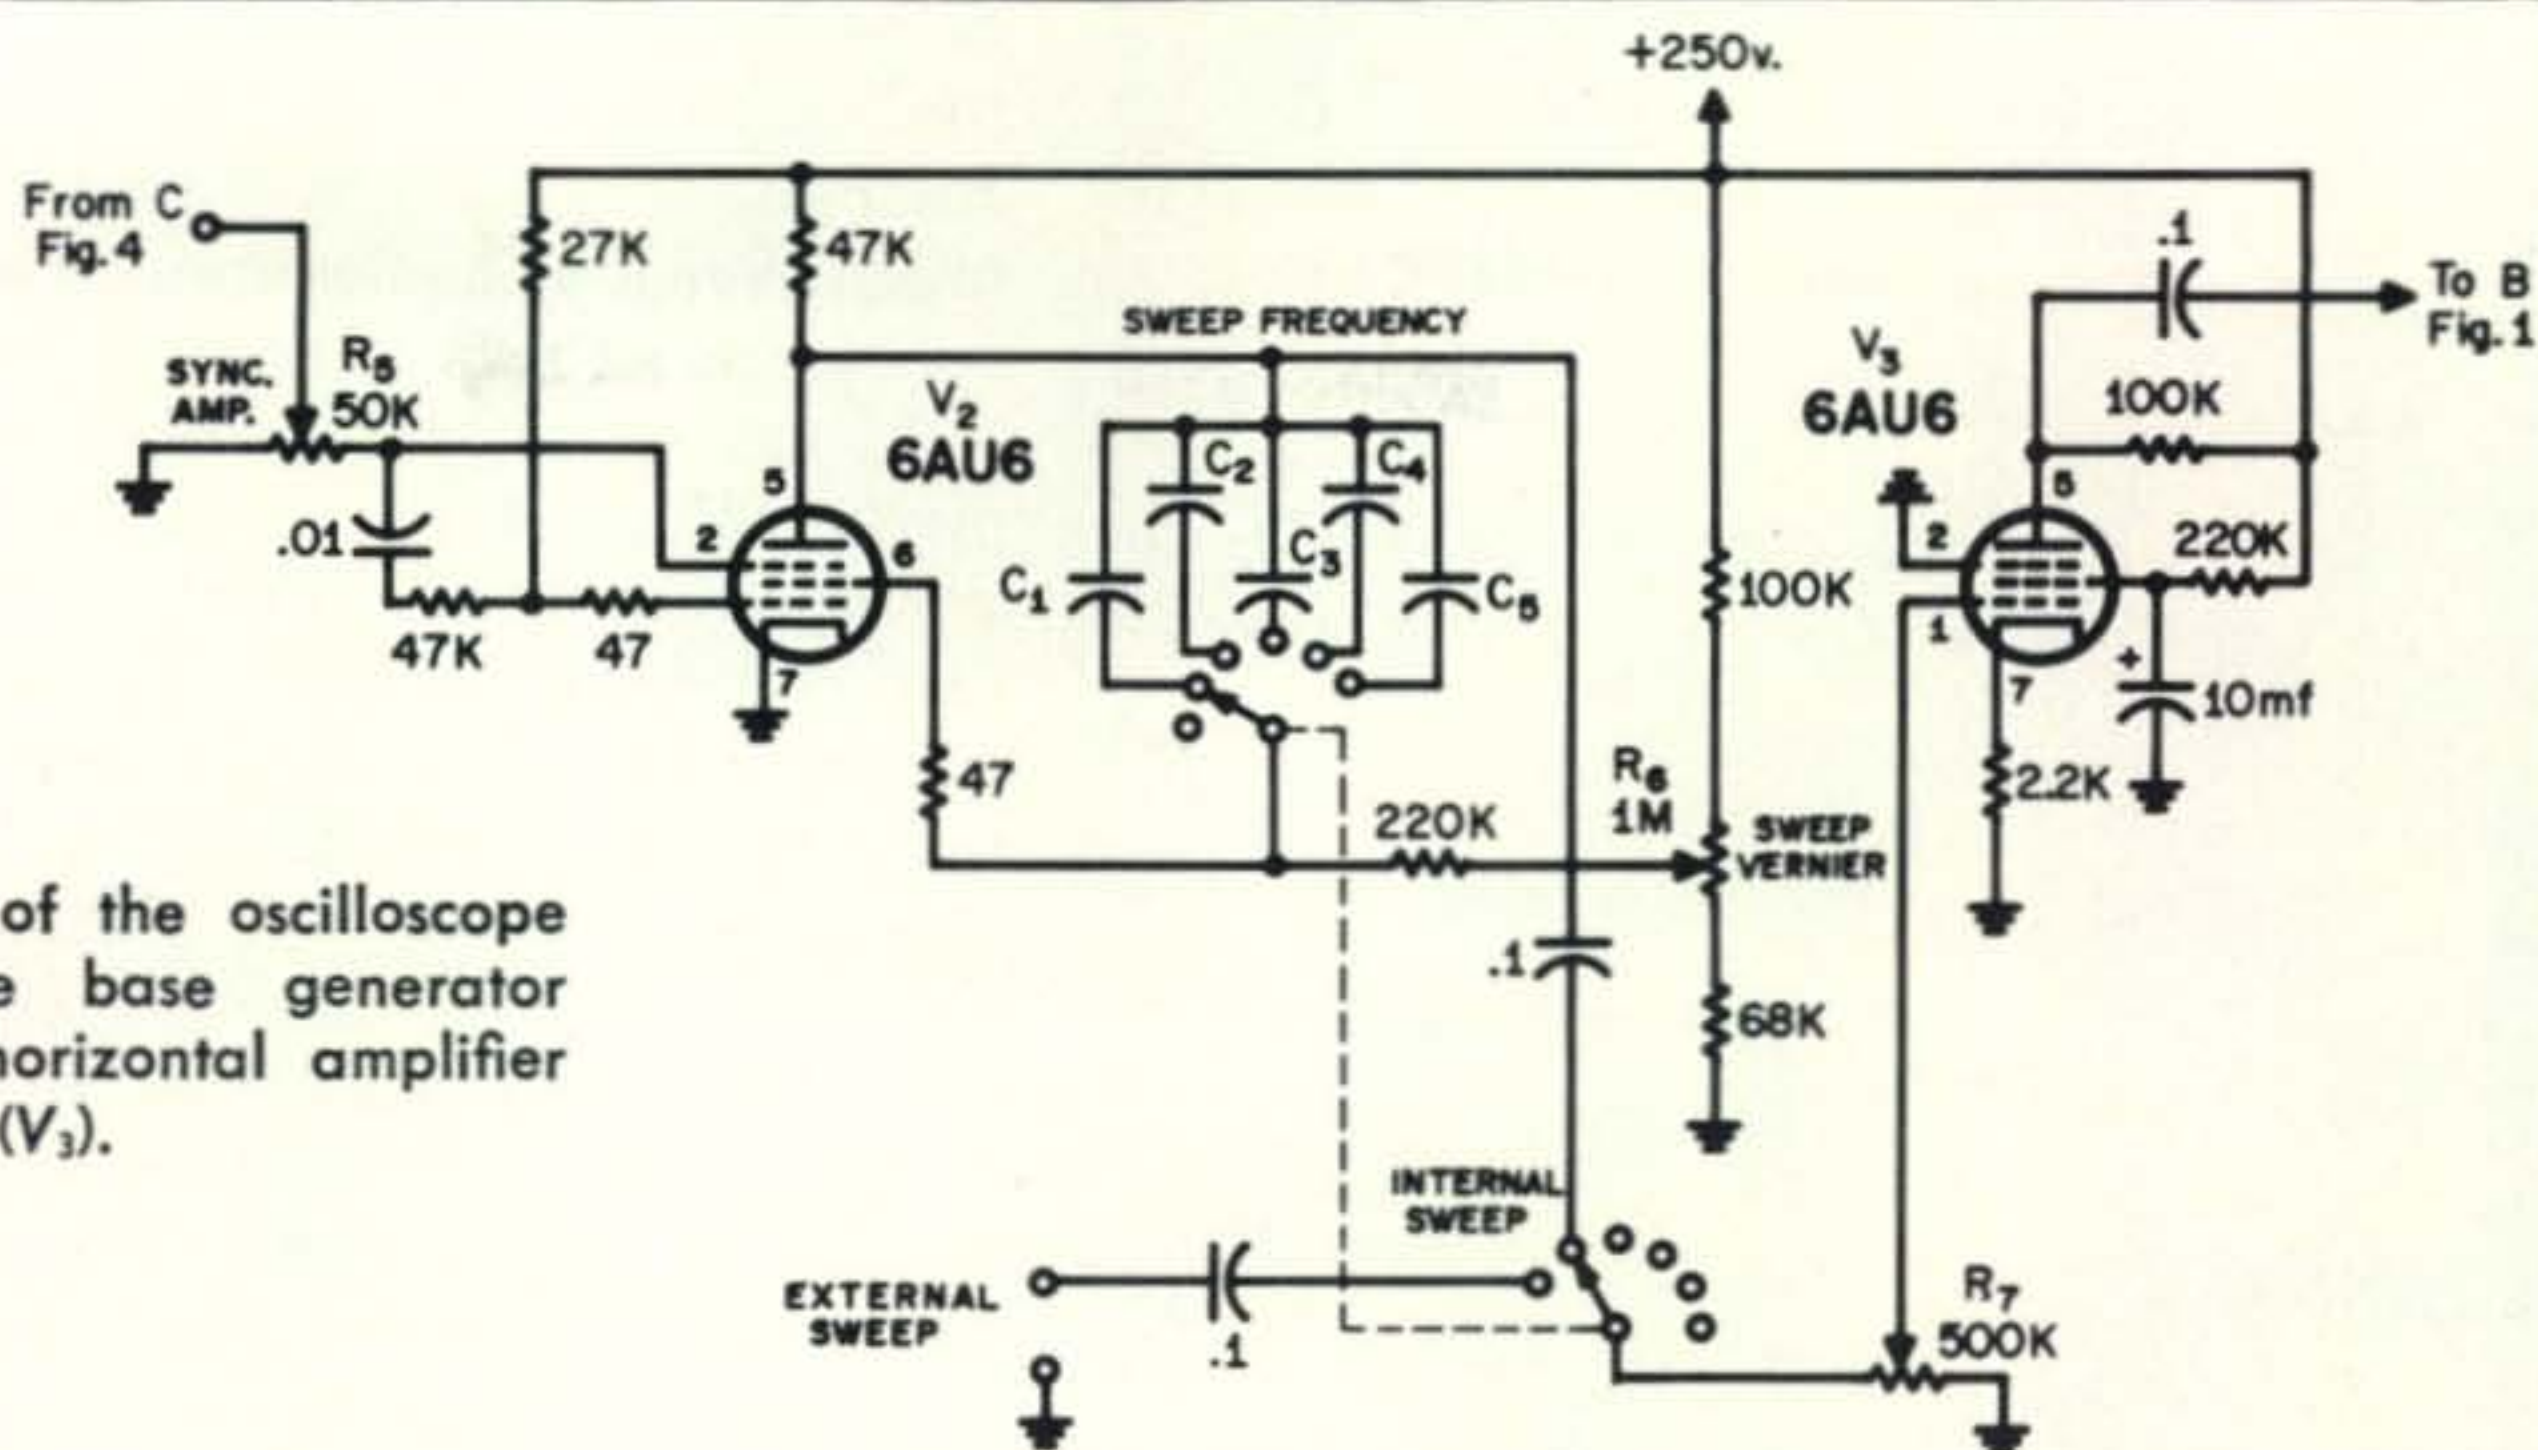 +250v.
From C
Fig.4
27K
47K
.1
To B
Fig.1
SWEEP FREQUENCY
SYNC.
AMP.
R5
50K
V2
6AU6
V3
6AU6
100K
C2
C4
5
5
.01
2
6
C1
C3
C5
100K
2
220K
47K
47
1
7
7
+
10mf
47
R6
1M
2.2K
220K
SWEEP
VERNIER
of the oscilloscope
.1
base generator
68K
horizontal amplifier
(V3).
INTERNAL
SWEEP
EXTERNAL
SWEEP
.1
R7
500K